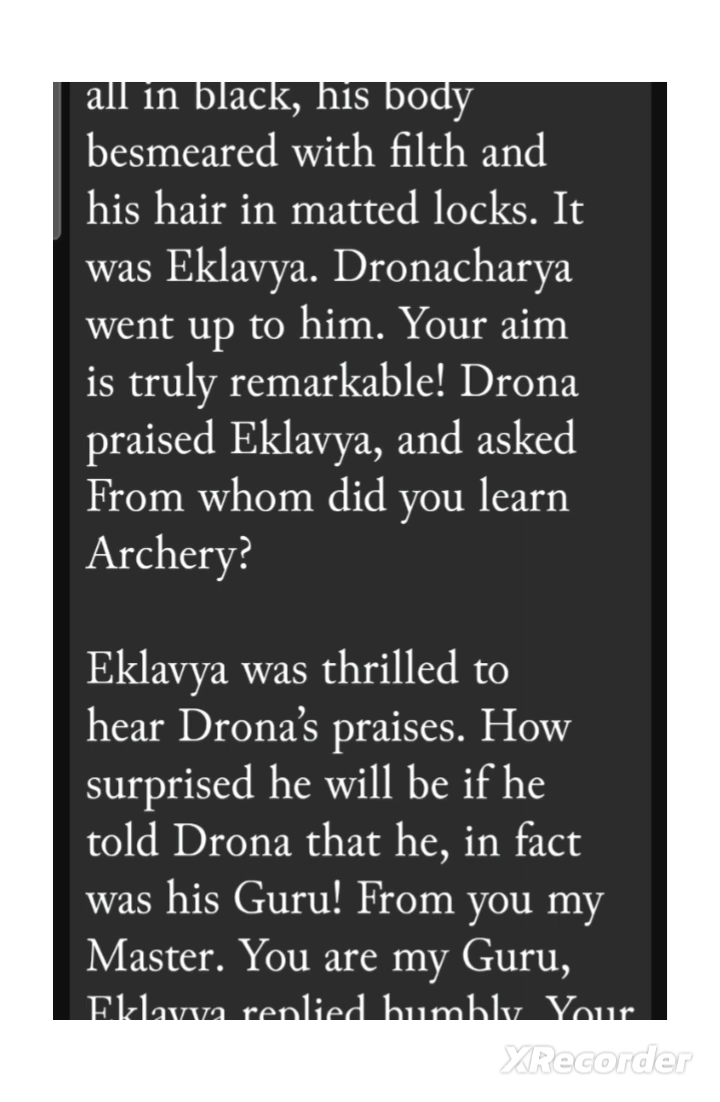 all in black, his body
besmeared with filth and
his hair in matted locks. It
was Eklavya. Dronacharya
went up to him. Your aim
is truly remarkable! Drona
praised Eklavya, and asked
From whom did you learn
Archery?
Eklavya was thrilled to
hear Drona’s praises. How
surprised he will be if he
told Drona that he, in fact
was his Guru! From you my
Master. You are my Guru,
Eklavya replied humbly. Your
XRecorder